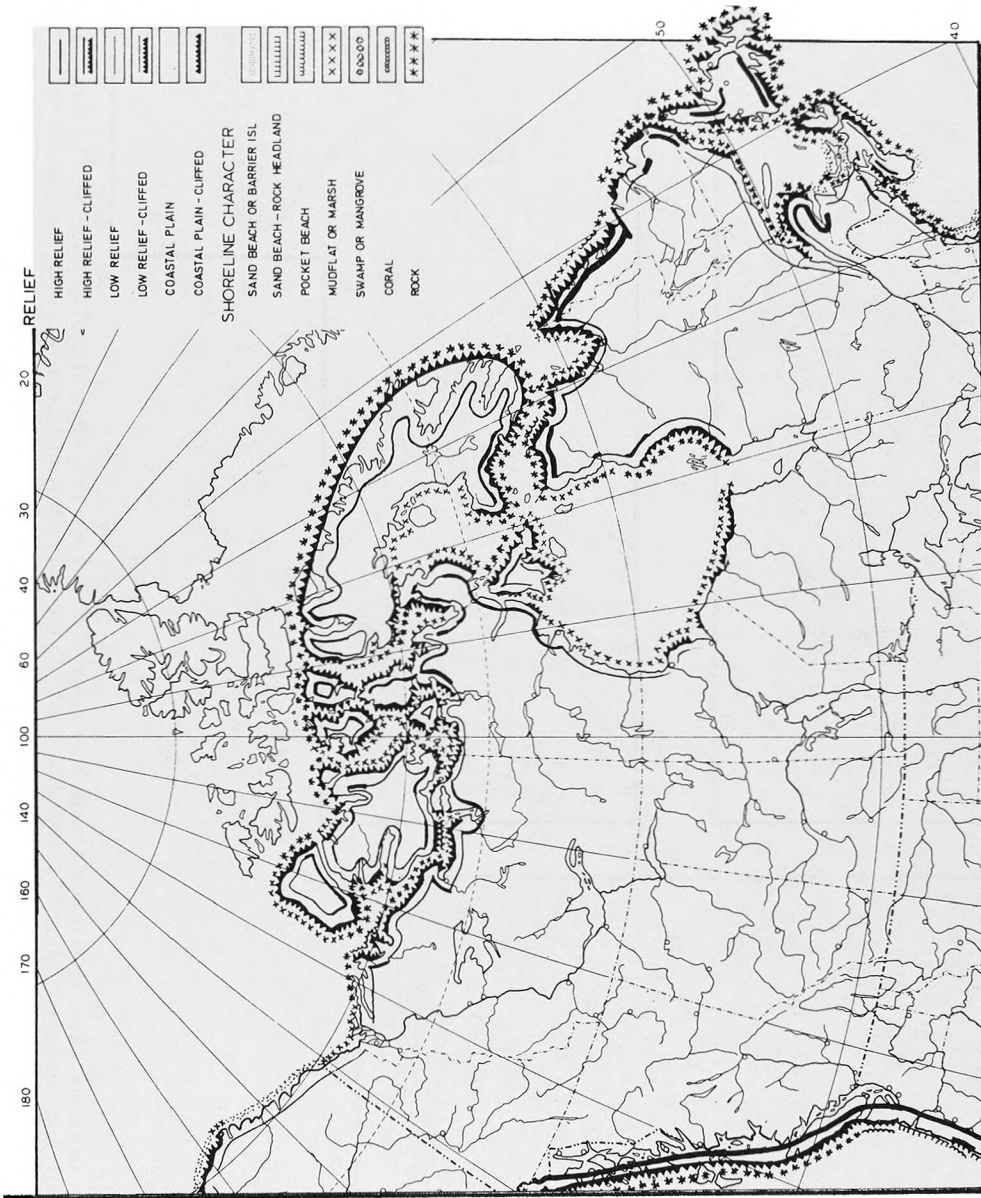 RELIEF
HIGH RELIEF
HIGH RELIEF - CLIFFED
LOW RELIEF
LOW RELIEF - CLIFFED
COASTAL PLAIN
COASTAL PLAIN - CLIFFED
SHORELINE CHARACTER
SAND BEACH OR BARRIER ISL
SAND BEACH - ROCK HEADLAND
POCKET BEACH
MUDFLAT OR MARSH
SWAMP OR MANGROVE
CORAL
ROCK
180
170
160
140
100
60
40
30
20
50
40